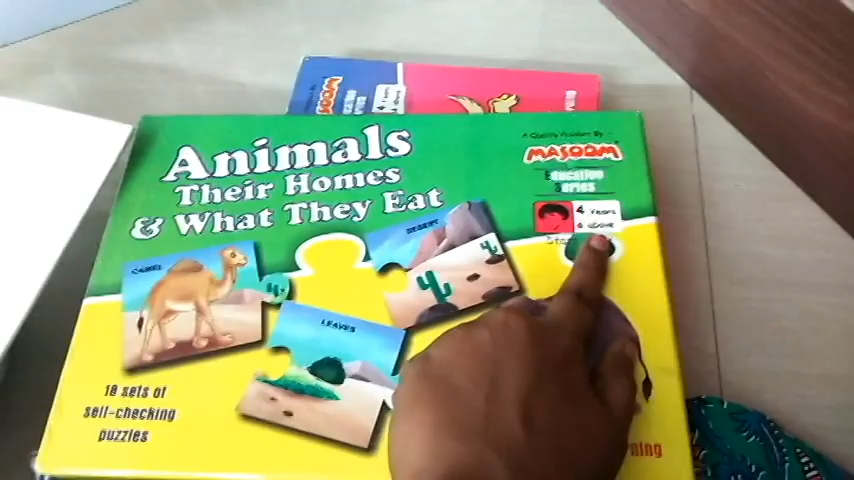 Animals
Their Homes
& What They Eat
A Quality Product By
MASOOM
Education
Series
4 Years
& above
CAMEL
DESERT
LEAVES
18 sets of
self-checking
puzzles